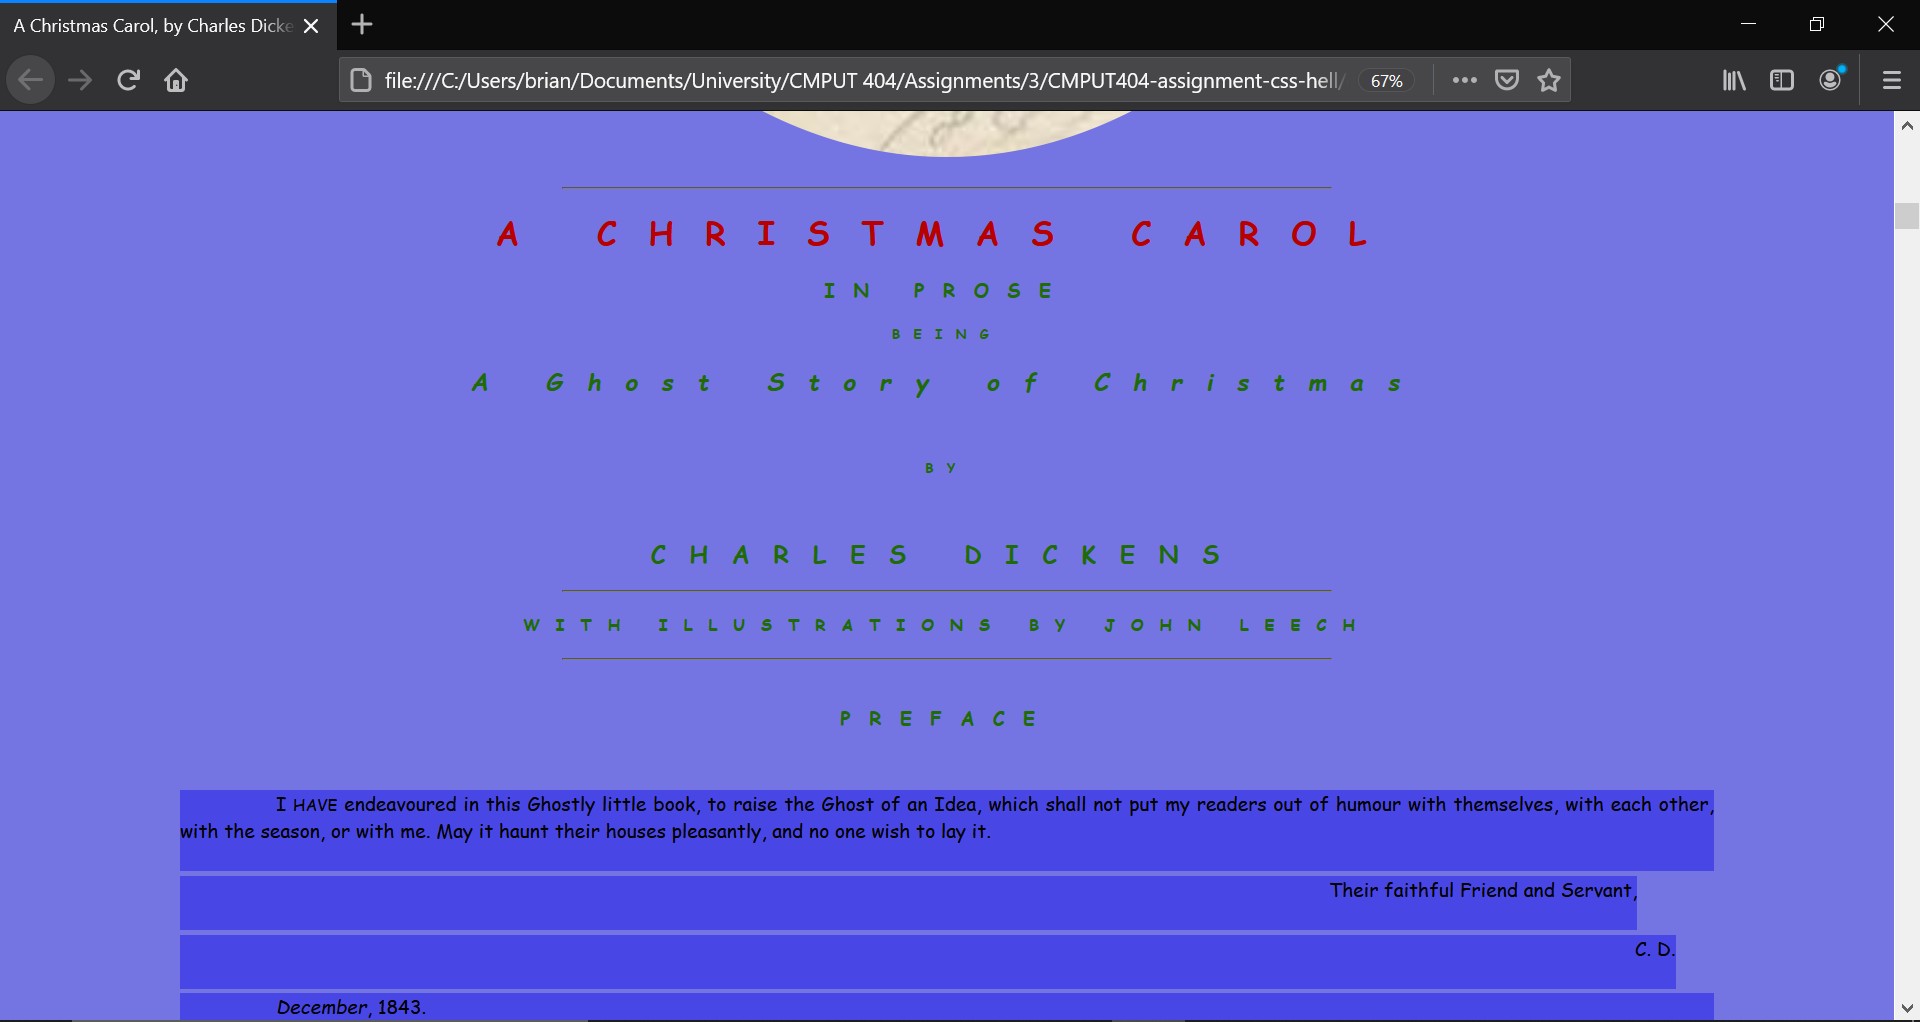 A Christmas Carol, by Charles Dicke
file:///C:/Users/brian/Documents/University/CMPUT 404/Assignments/3/CMPUT404-assignment-css-hell/
67%
A CHRISTMAS CAROL
IN PROSE
BEING
A Ghost Story of Christmas
BY
CHARLES DICKENS
WITH ILLUSTRATIONS BY JOHN LEECH
PREFACE
I HAVE endeavoured in this Ghostly little book, to raise the Ghost of an Idea, which shall not put my readers out of humour with themselves, with each other,
with the season, or with me. May it haunt their houses pleasantly, and no one wish to lay it.
Their faithful Friend and Servant,
C. D.
December, 1843.